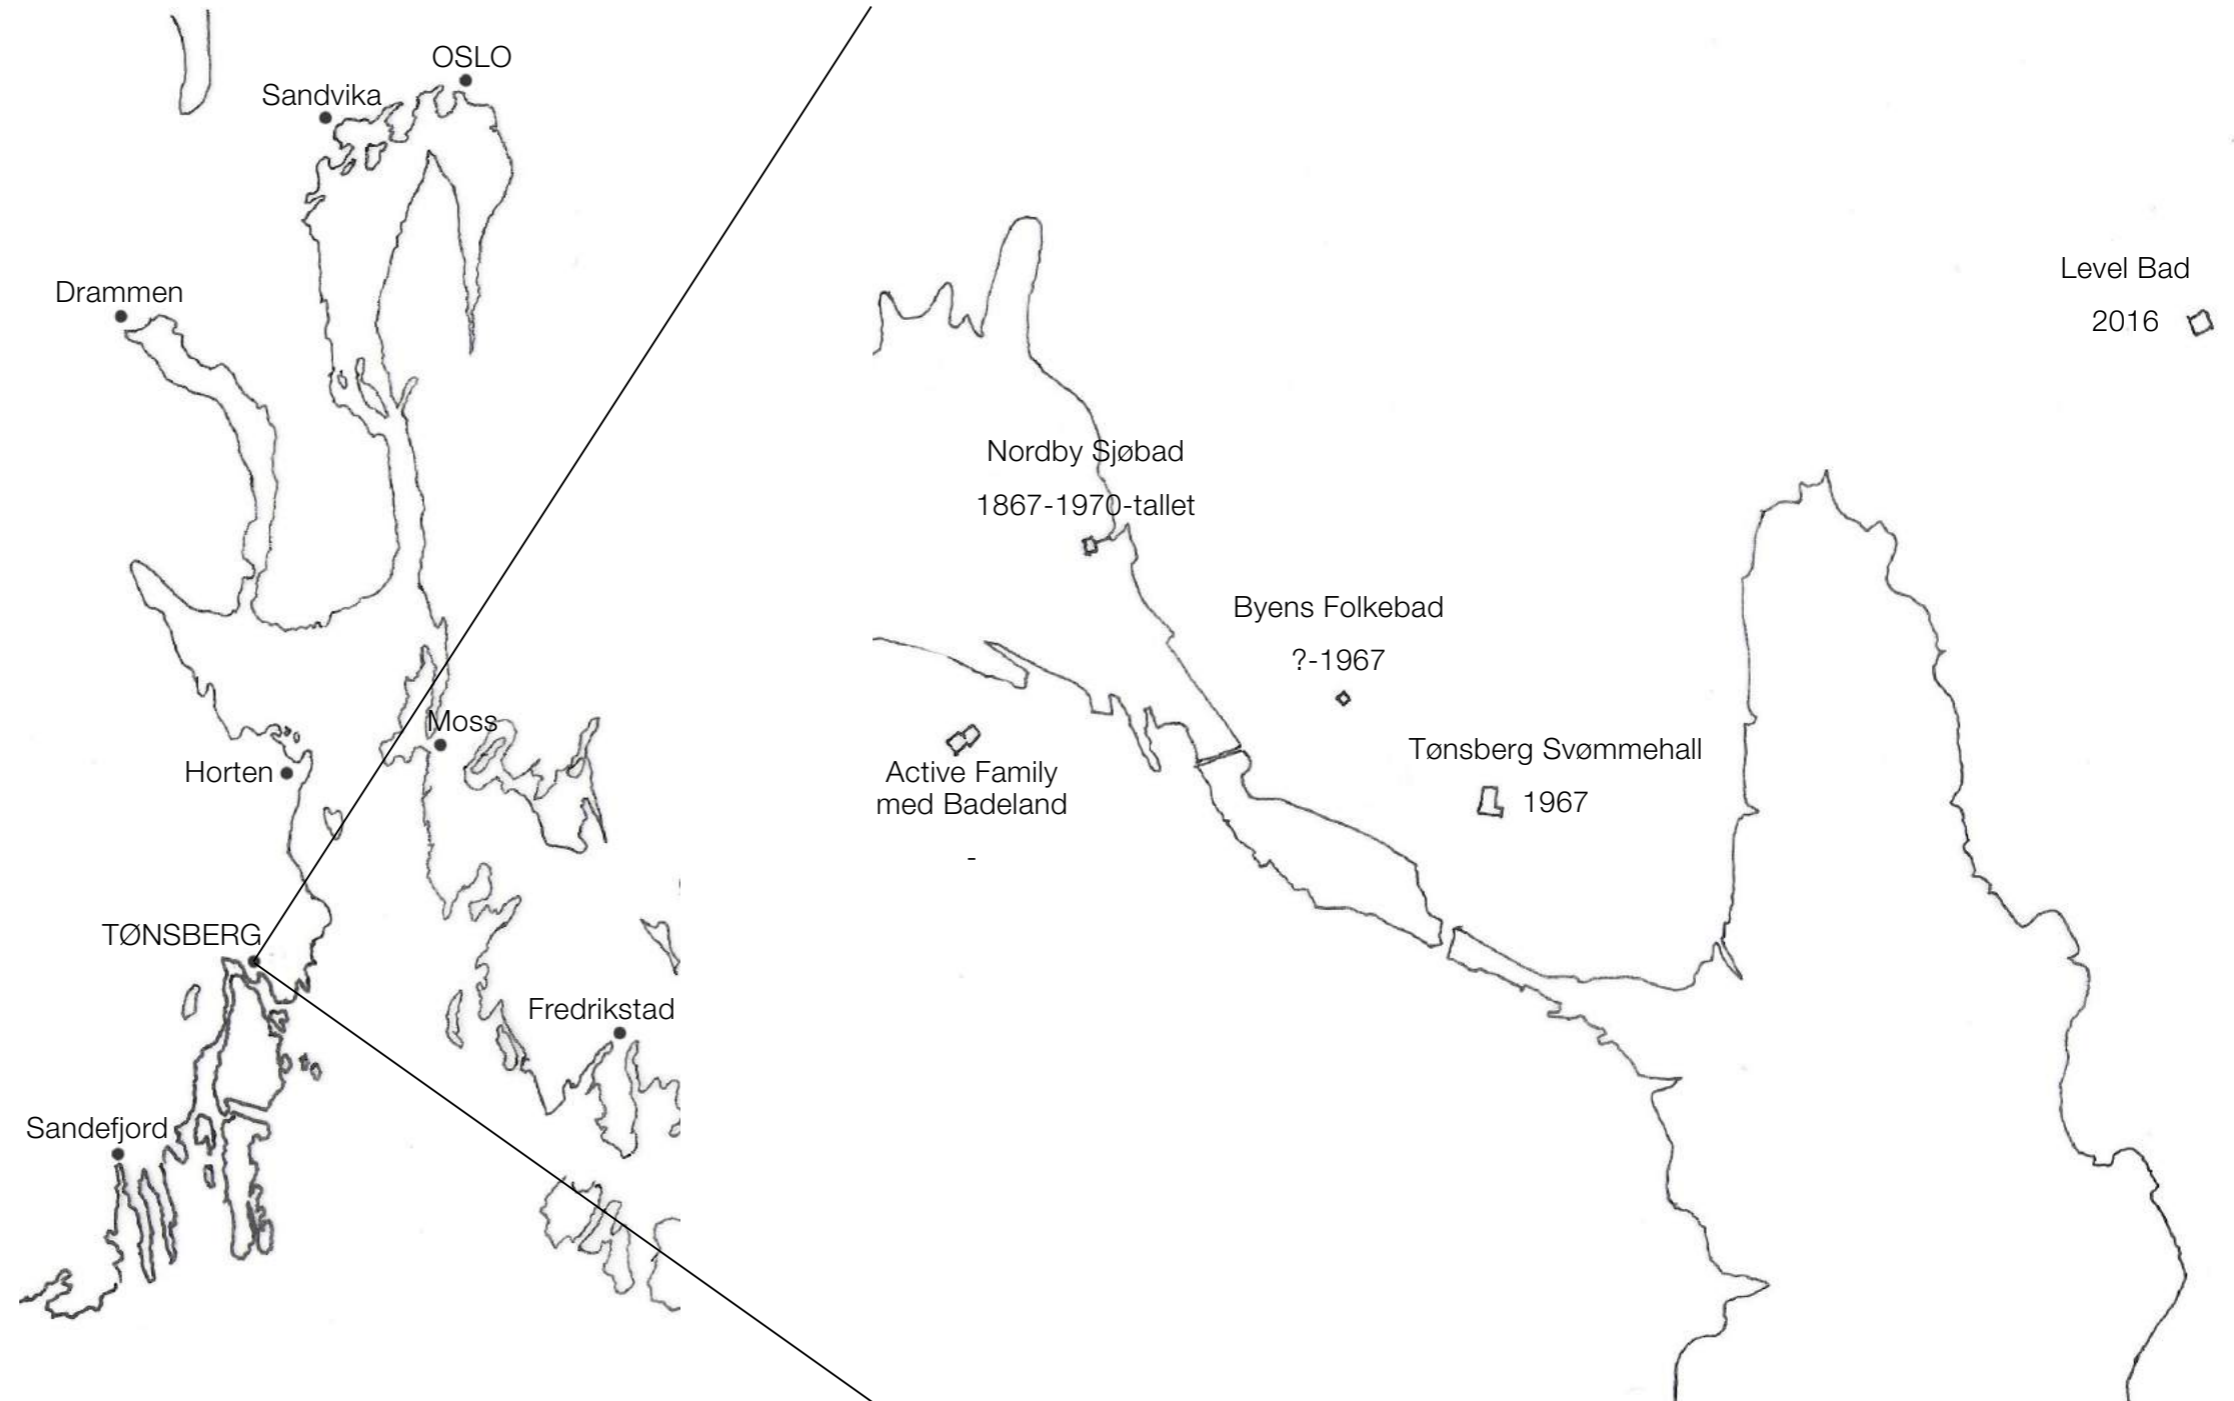 OSLO
Sandvika
Drammen
Moss
Horten
TØNSBERG
Fredrikstad
Sandefjord
Level Bad
2016
Nordby Sjøbad
1867-1970-tallet
Byens Folkebad
?-1967
Tønsberg Svømmehall
1967
Active Family
med Badeland
-